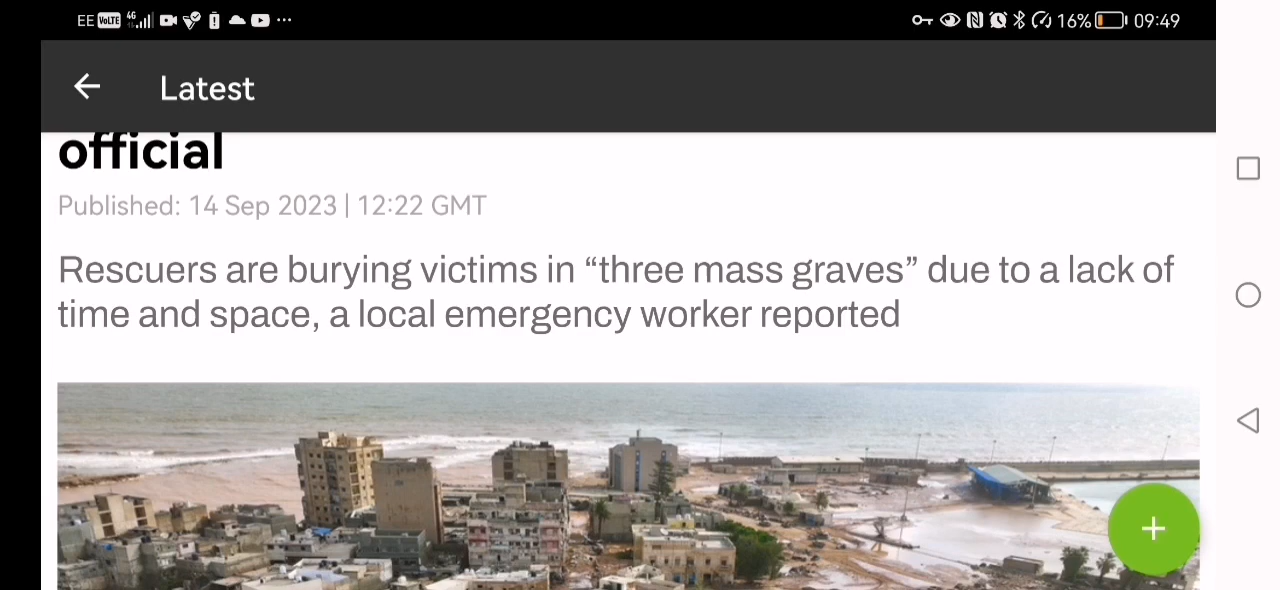 EE VoLTE 4G 16% 09:49
Latest
official
Published: 14 Sep 2023 | 12:22 GMT
Rescuers are burying victims in “three mass graves” due to a lack of
time and space, a local emergency worker reported